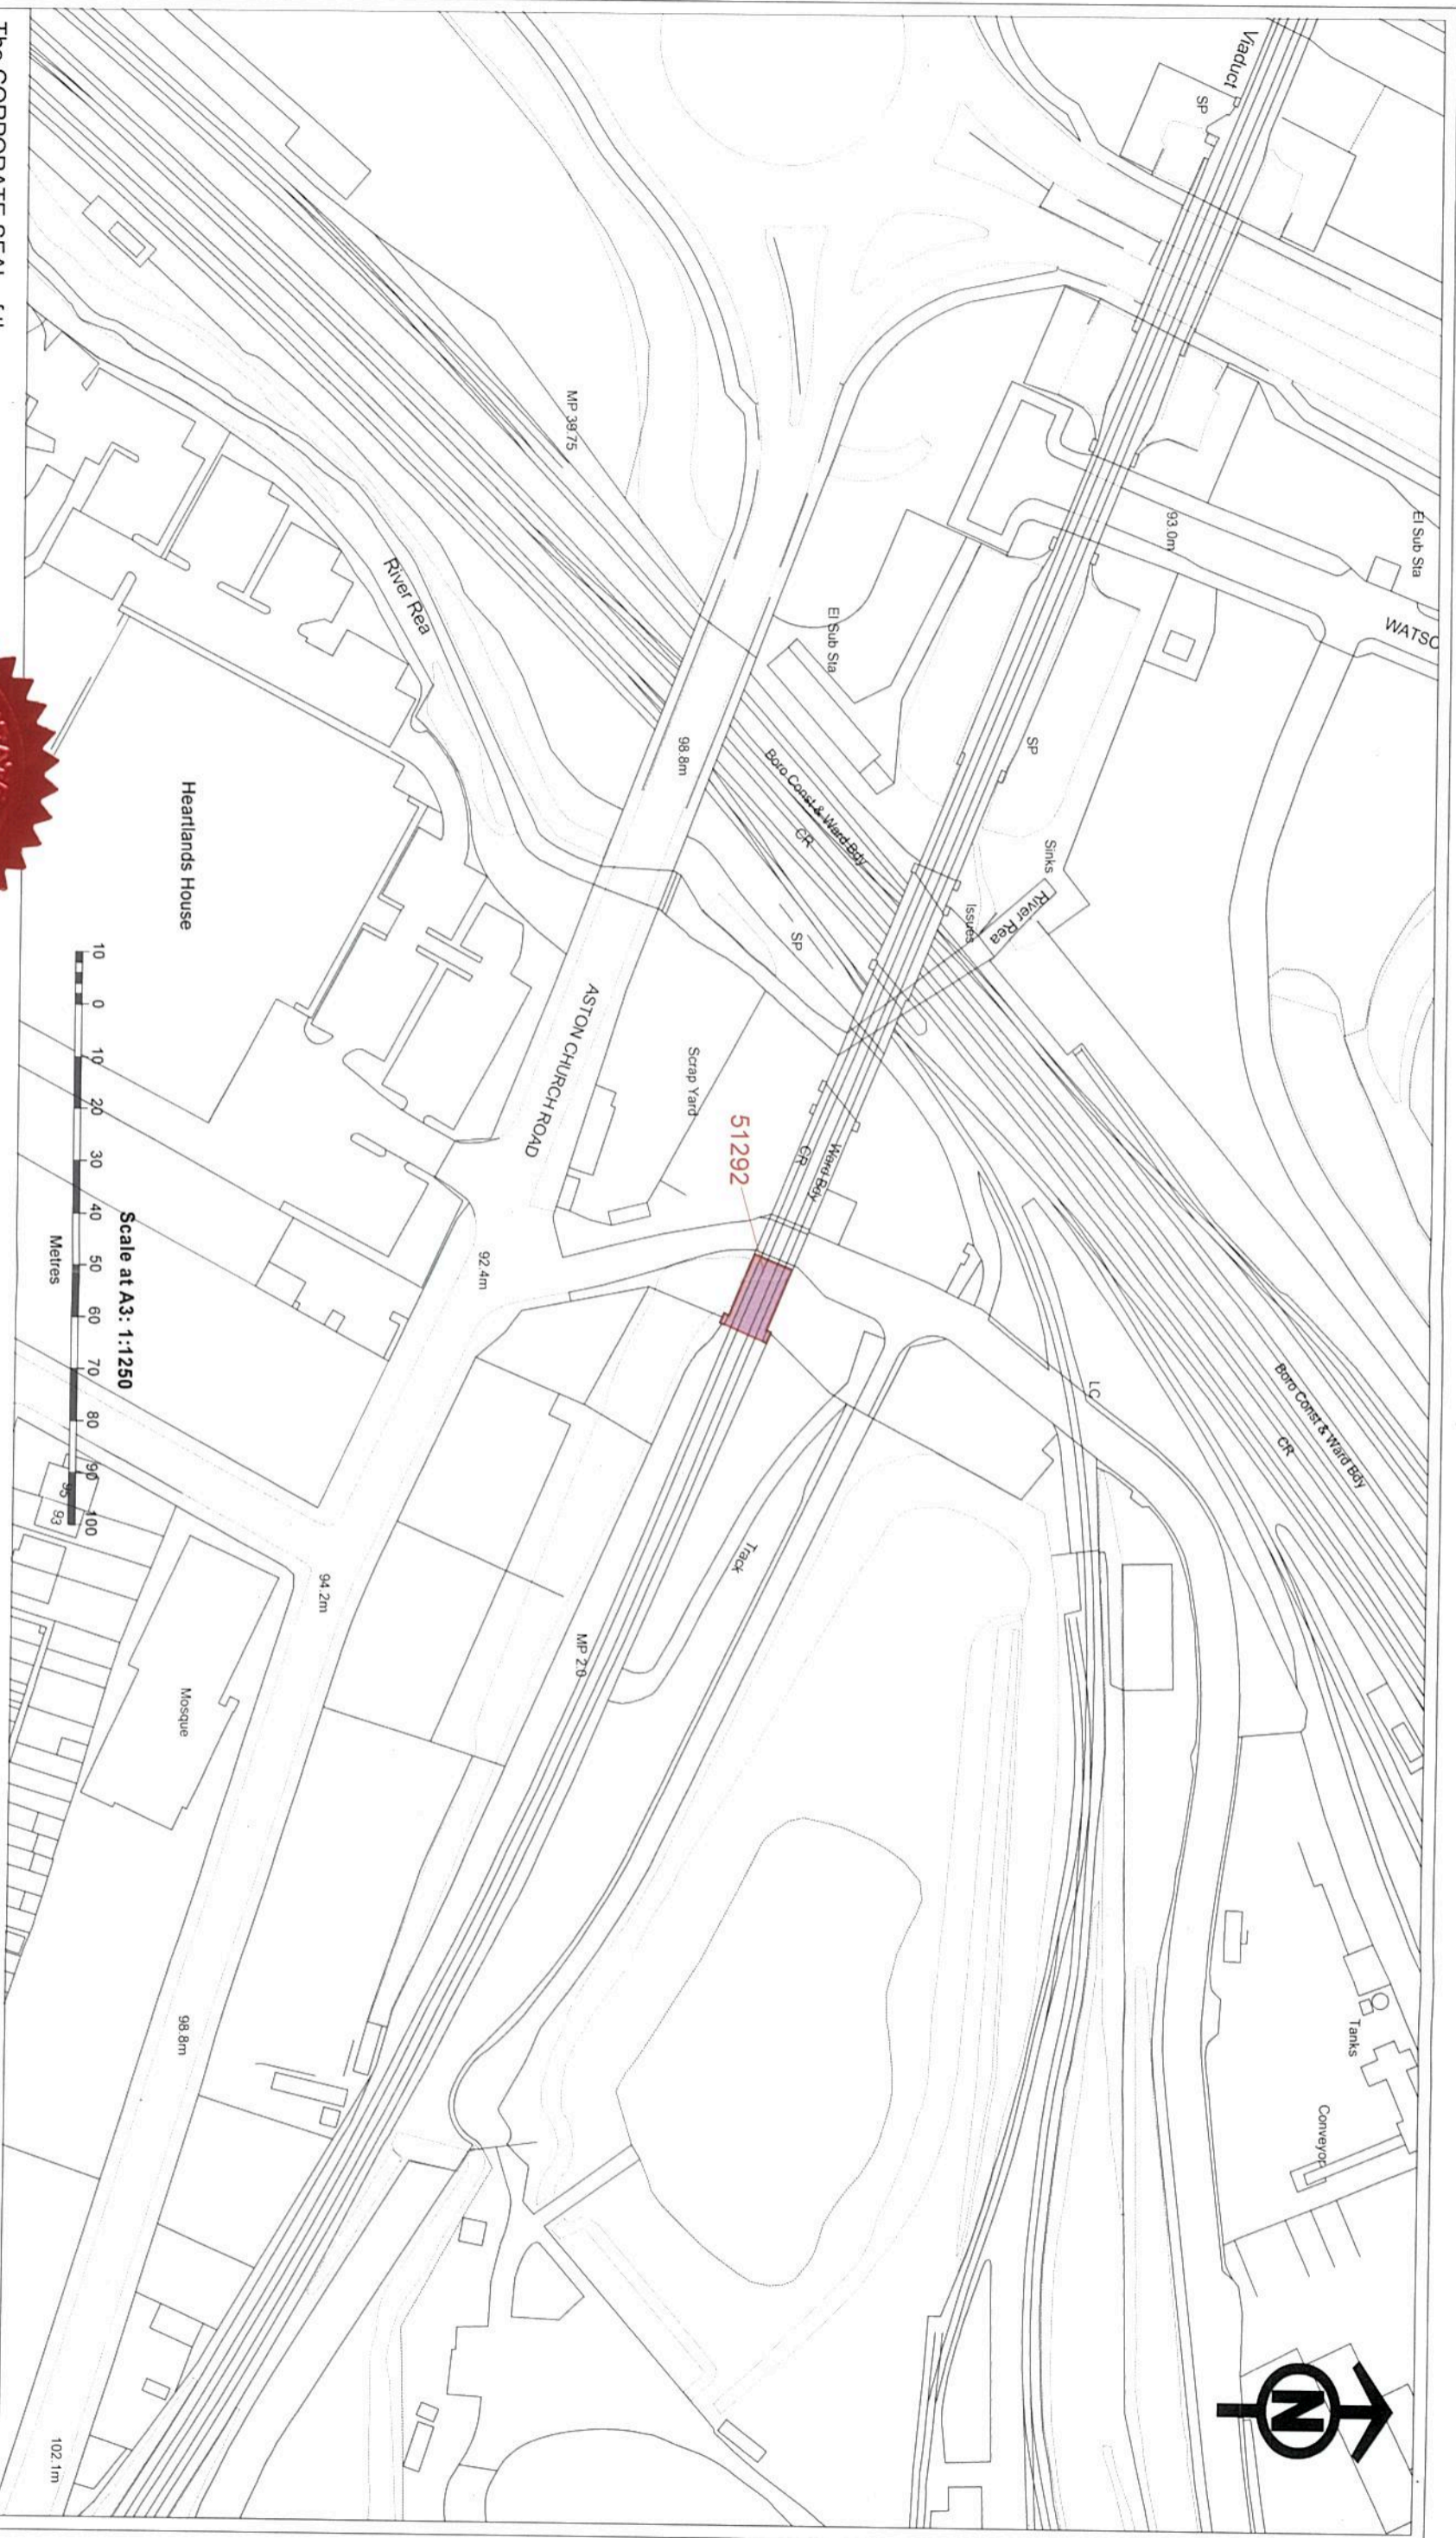 Viaduct
SP
El Sub Sta
93.0m
El Sub Sta
SP
Sinks
Issues
River Rea
Boro Const & Ward Bdy
CR
SP
98.8m
MP 39.75
River Rea
Heartlands House
ASTON CHURCH ROAD
Scrap Yard
51292
Ward Bdy
CR
92.4m
LC
Boro Const & Ward Bdy
CR
Track
MP 2.0
94.2m
Mosque
95
93
98.8m
102.1m
Tanks
Conveyor
N
Scale at A3: 1:1250
10 0 10 20 30 40 50 60 70 80 90 100
Metres